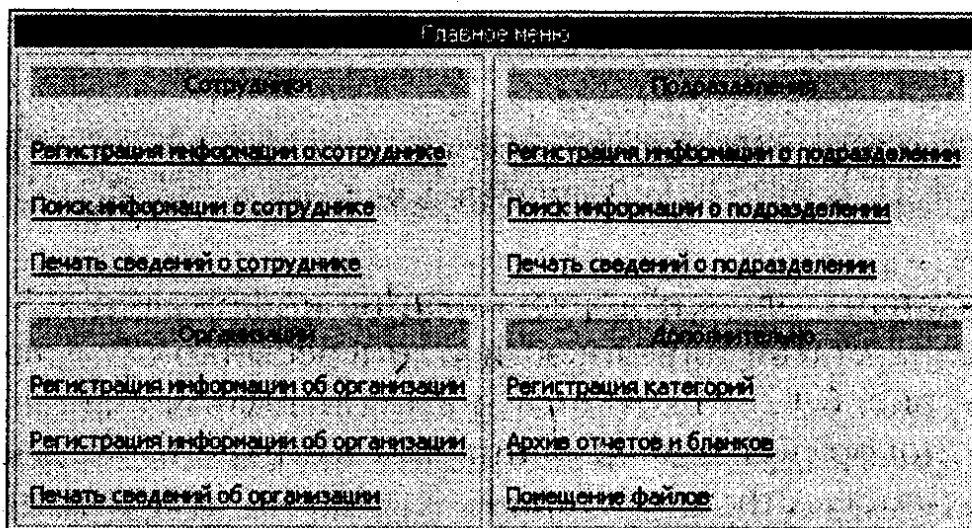 Главное меню
Сотрудники
Регистрация информации о сотруднике
Поиск информации о сотруднике
Печать сведений о сотруднике
Подразделения
Регистрация информации о подразделении
Поиск информации о подразделении
Печать сведений о подразделении
Организации
Регистрация информации об организации
Регистрация информации об организации
Печать сведений об организации
Дополнительно
Регистрация категорий
Архив отчетов и бланков
Помещение файлов